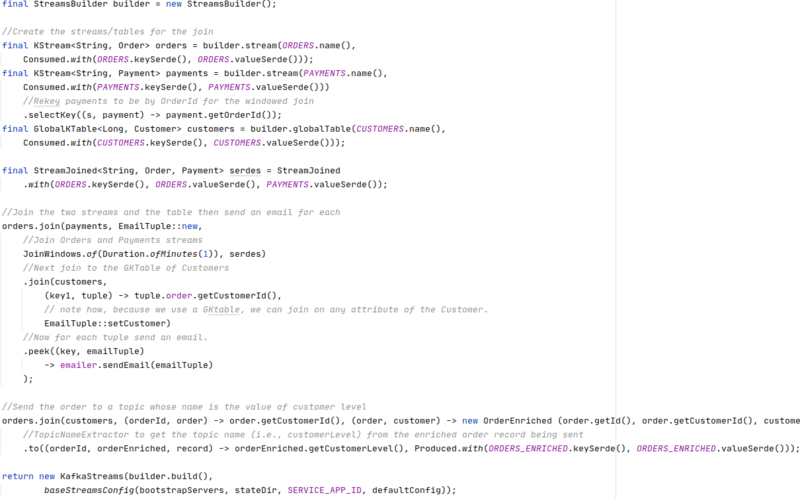 final StreamsBuilder builder = new StreamsBuilder();
//Create the streams/tables for the join
final KStream<String, Order> orders = builder.stream(ORDERS.name(),
Consumed.with(ORDERS.keySerde(), ORDERS.valueSerde()));
final KStream<String, Payment> payments = builder.stream(PAYMENTS.name(),
Consumed.with(PAYMENTS.keySerde(), PAYMENTS.valueSerde()))
//Rekey payments to be by OrderId for the windowed join
.selectKey((s, payment) -> payment.getOrderId());
final GlobalKTable<Long, Customer> customers = builder.globalTable(CUSTOMERS.name(),
Consumed.with(CUSTOMERS.keySerde(), CUSTOMERS.valueSerde()));
final StreamJoined<String, Order, Payment> serdes = StreamJoined
.with(ORDERS.keySerde(), ORDERS.valueSerde(), PAYMENTS.valueSerde());
//Join the two streams and the table then send an email for each
orders.join(payments, EmailTuple::new,
//Join Orders and Payments streams
JoinWindows.of(Duration.ofMinutes(1)), serdes)
//Next join to the GKTable of Customers
.join(customers,
(key1, tuple) -> tuple.order.getCustomerId(),
// note how, because we use a GKtable, we can join on any attribute of the Customer.
EmailTuple::setCustomer)
//Now for each tuple send an email.
.peek((key, emailTuple)
-> emailer.sendEmail(emailTuple)
);
//Send the order to a topic whose name is the value of customer level
orders.join(customers, (orderId, order) -> order.getCustomerId(), (order, customer) -> new OrderEnriched (order.getId(), order.getCustomerId(), custome
//TopicNameExtractor to get the topic name (i.e., customerLevel) from the enriched order record being sent
.to((orderId, orderEnriched, record) -> orderEnriched.getCustomerLevel(), Produced.with(ORDERS_ENRICHED.keySerde(), ORDERS_ENRICHED.valueSerde()));
return new KafkaStreams(builder.build(),
baseStreamsConfig(bootstrapServers, stateDir, SERVICE_APP_ID, defaultConfig));